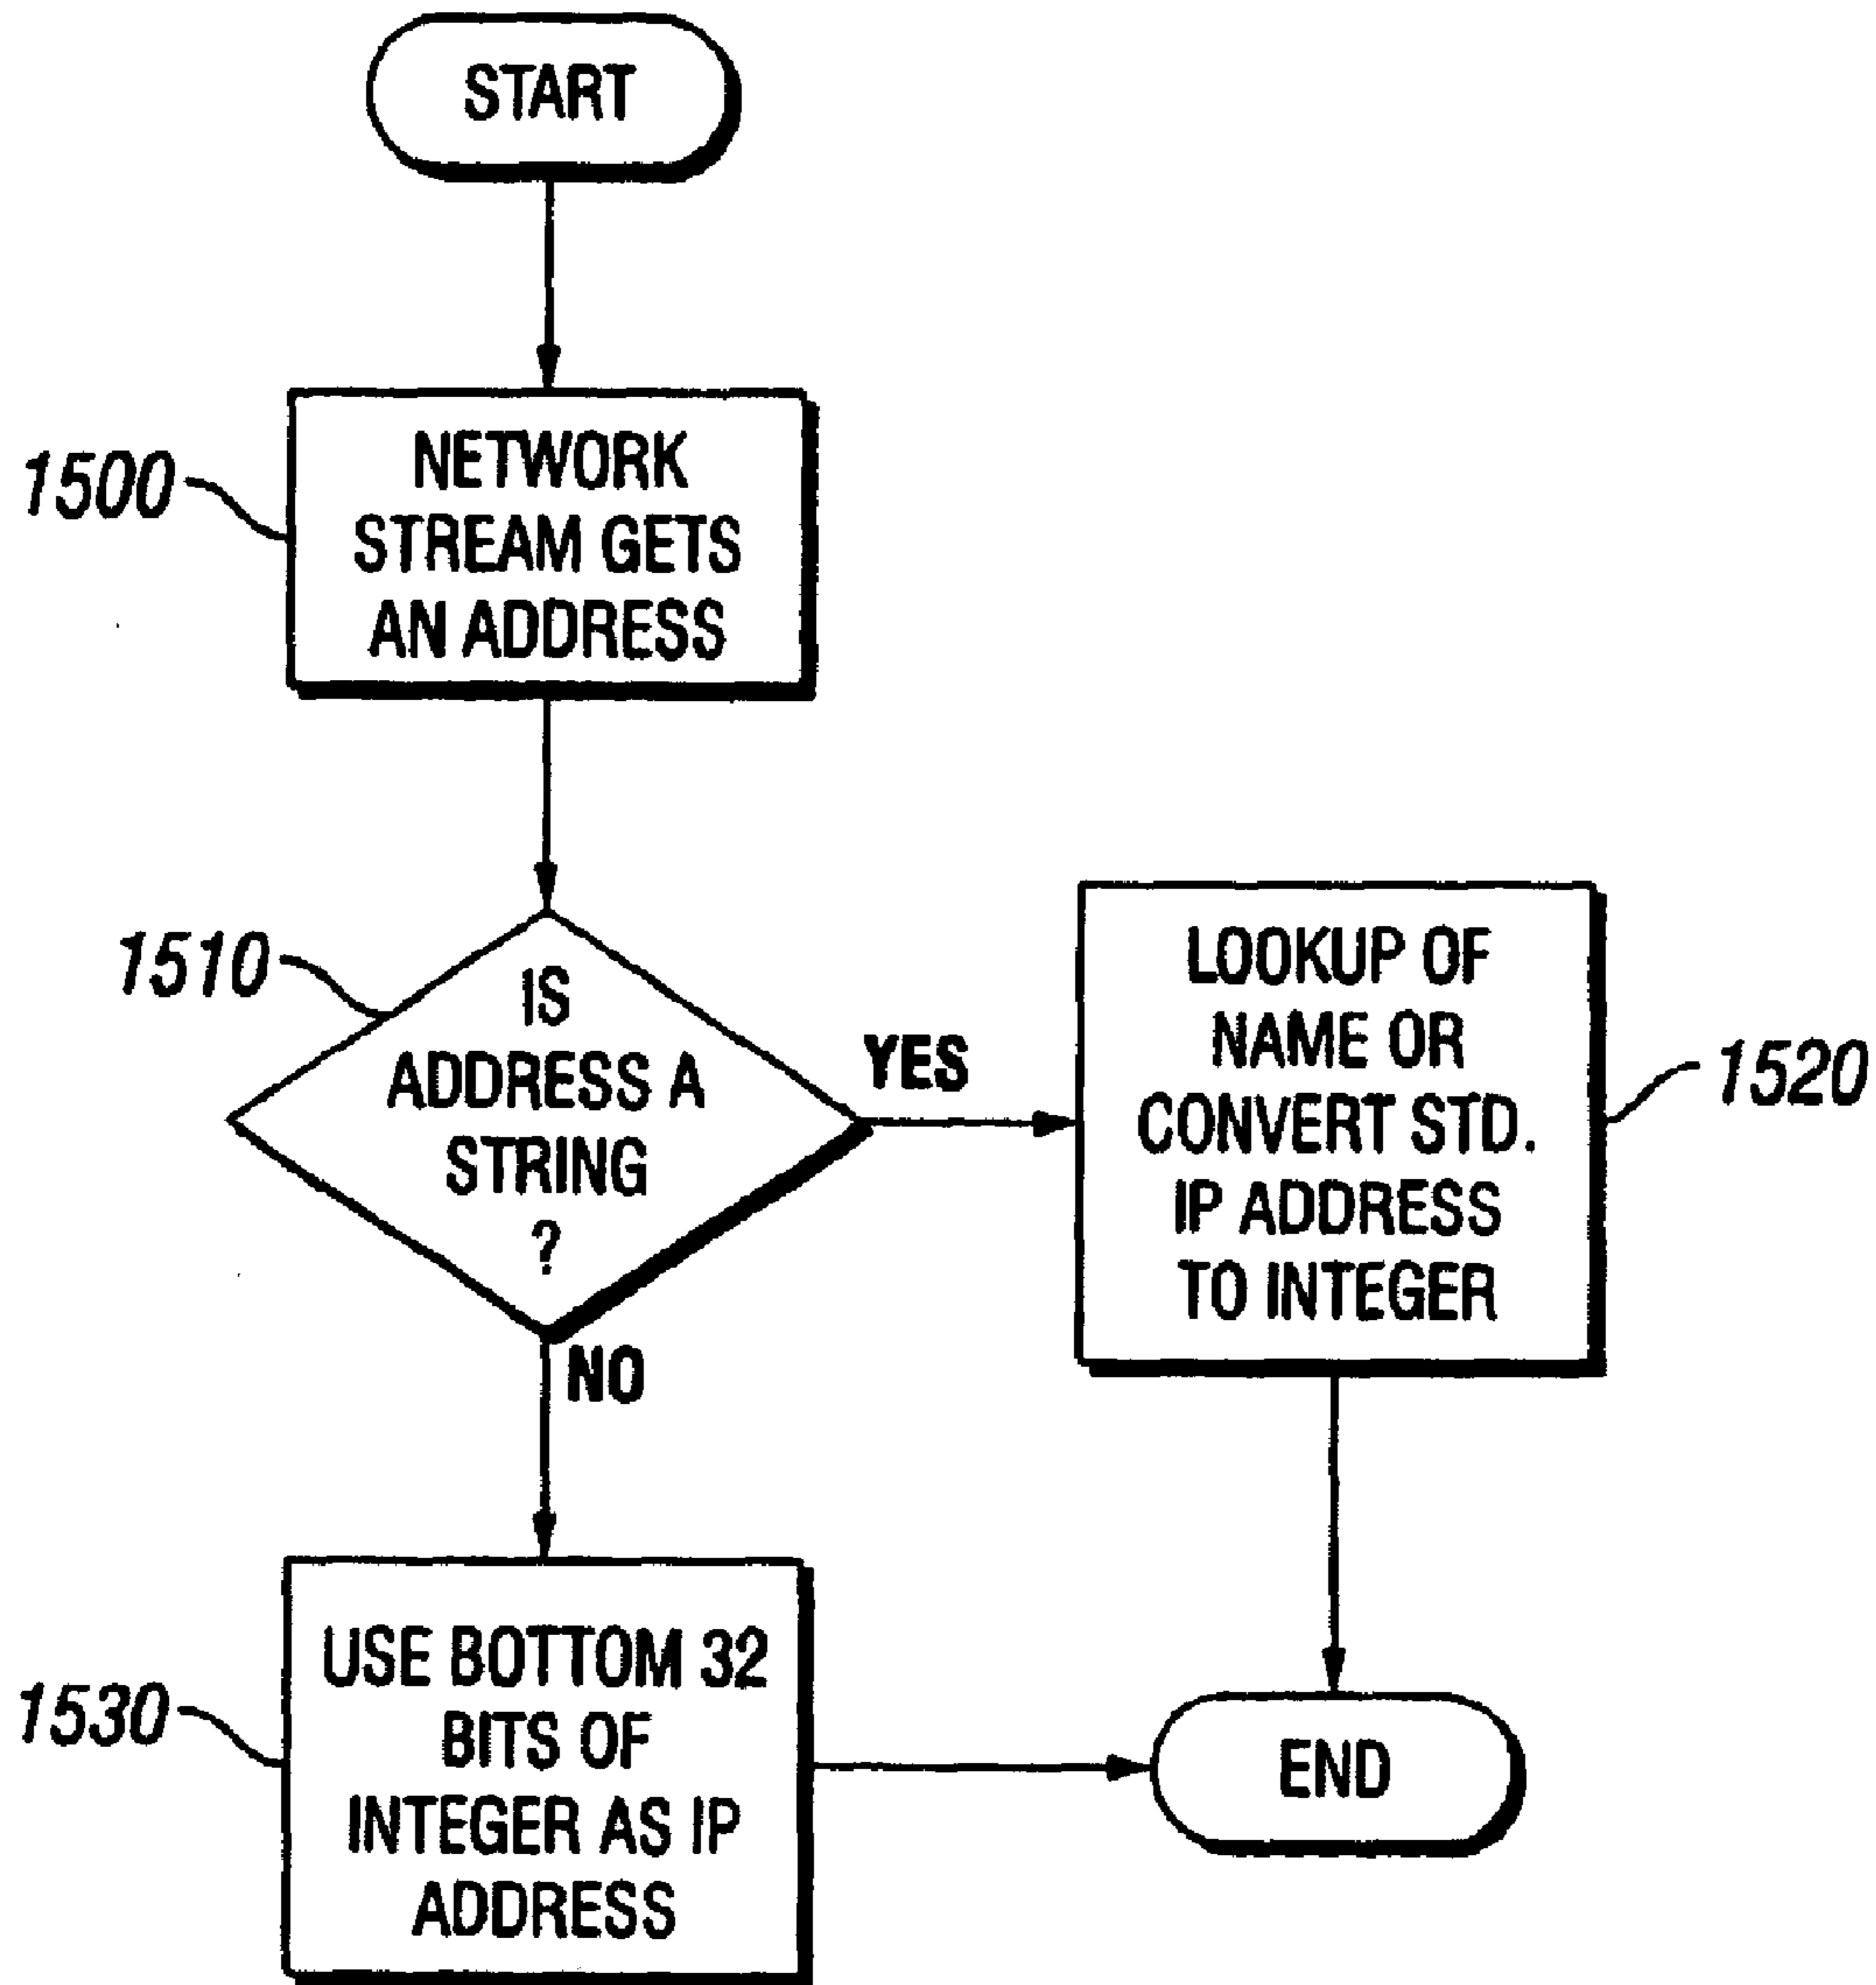 START
1500
NETWORK
STREAM GETS
AN ADDRESS
1510
IS
ADDRESS A
STRING
?
YES
NO
LOOKUP OF
NAME OR
CONVERT STD.
IP ADDRESS
TO INTEGER
1520
1530
USE BOTTOM 32
BITS OF
INTEGER AS IP
ADDRESS
END